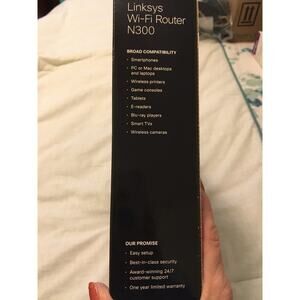 Linksys
Wi-Fi Router
N300
BROAD COMPATIBILITY
· Smartphones
· PC or Mac desktops
and laptops
· Wireless printers
· Game consoles
· Tablets
· E-readers
· Blu-ray players
· Smart TVs
· Wireless cameras
OUR PROMISE
· Easy setup
· Best-in-class security
· Award-winning 24/7
customer support
· One year limited warranty